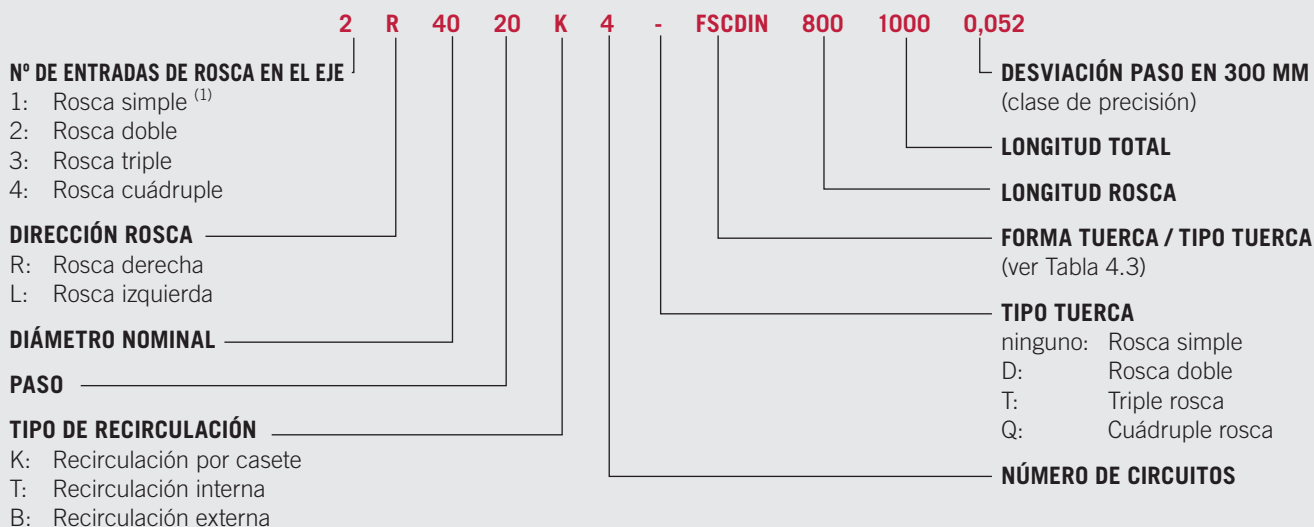 2 R 40 20 K 4 - FSCDIN 800 1000 0,052
Nº DE ENTRADAS DE ROSCA EN EL EJE
1: Rosca simple (1)
2: Rosca doble
3: Rosca triple
4: Rosca cuádruple
DIRECCIÓN ROSCA
R: Rosca derecha
L: Rosca izquierda
DIÁMETRO NOMINAL
PASO
TIPO DE RECIRCULACIÓN
K: Recirculación por casete
T: Recirculación interna
B: Recirculación externa
DESVIACIÓN PASO EN 300 MM
(clase de precisión)
LONGITUD TOTAL
LONGITUD ROSCA
FORMA TUERCA / TIPO TUERCA
(ver Tabla 4.3)
TIPO TUERCA
ninguno: Rosca simple
D: Rosca doble
T: Triple rosca
Q: Cuádruple rosca
NÚMERO DE CIRCUITOS